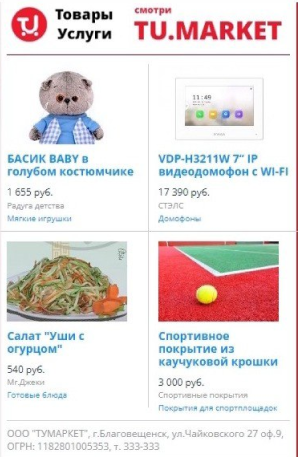 Товары
Услуги
смотри
TU.MARKET
БАСИК BABY в
голубом костюмчике
1 655 руб.
Радуга детства
Мягкие игрушки
VDP-H3211W 7” IP
видеодомофон с WI-FI
17 390 руб.
СТЭЛС
Домофоны
11:49
Салат "Уши с
огурцом"
540 руб.
Mr.Джеки
Готовые блюда
Спортивное
покрытие из
каучуковой крошки
3 000 руб.
Спортивные покрытия
Покрытия для спортплощадок
ООО "ТУМАРКЕТ", г.Благовещенск, ул.Чайковского 27 оф.9,
ОГРН: 1182801005353, т. 333-333